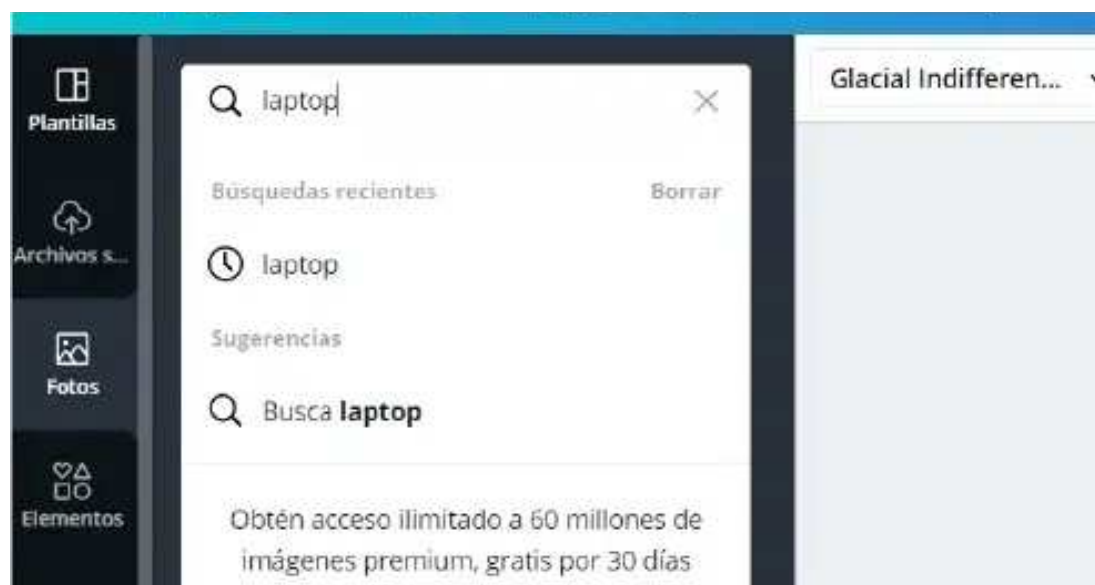 Plantillas
Archivos s...
Fotos
Elementos
laptop
Búsquedas recientes Borrar
laptop
Sugerencias
Busca laptop
Obtén acceso ilimitado a 60 millones de
imágenes premium, gratis por 30 días
Glacial Indifferen...